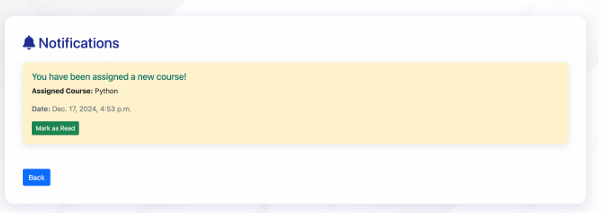 Notifications
You have been assigned a new course!
Assigned Course: Python
Date: Dec. 17, 2024, 4:53 p.m.
Mark as Read
Back